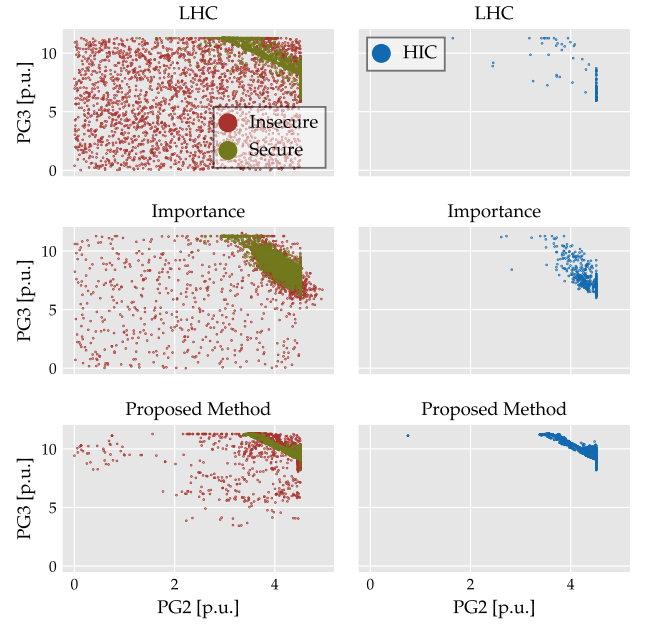 LHC
LHC
10
5
0
PG3 [p.u.]
Insecure
Secure
HIC
Importance
Importance
10
5
0
PG3 [p.u.]
Proposed Method
Proposed Method
10
5
0
PG3 [p.u.]
0 2 4
0 2 4
PG2 [p.u.]
PG2 [p.u.]